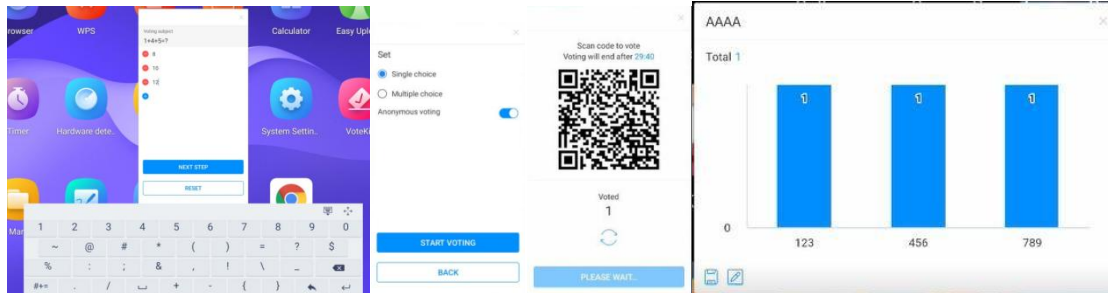 rowser
WPS
Calculator
Easy Uplo
Voting subject
1+4+5=?
8
10
12
Timer
Hardware dete..
System Settin..
VoteKi
NEXT STEP
RESET
Mar
1 2 3 4 5 6 7 8 9 0
~ @ # * ( ) = ? $
% : ; & , ! \ _
#+= . / + - { }
Set
Single choice
Multiple choice
Anonymous voting
START VOTING
BACK
Scan code to vote
Voting will end after 29:40
Voted
1
PLEASE WAIT...
AAAA
Total 1
1 1 1
0
123 456 789